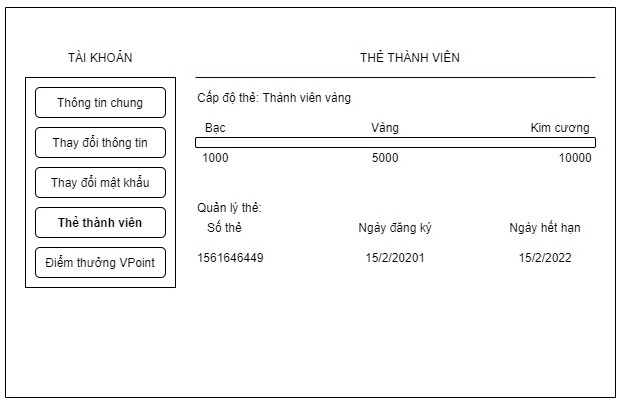 TÀI KHOẢN
Thông tin chung
Thay đổi thông tin
Thay đổi mật khẩu
Thẻ thành viên
Điểm thưởng VPoint
THẺ THÀNH VIÊN
Cấp độ thẻ: Thành viên vàng
Bạc Vàng Kim cương
1000 5000 10000
Quản lý thẻ:
Số thẻ Ngày đăng ký Ngày hết hạn
1561646449 15/2/20201 15/2/2022